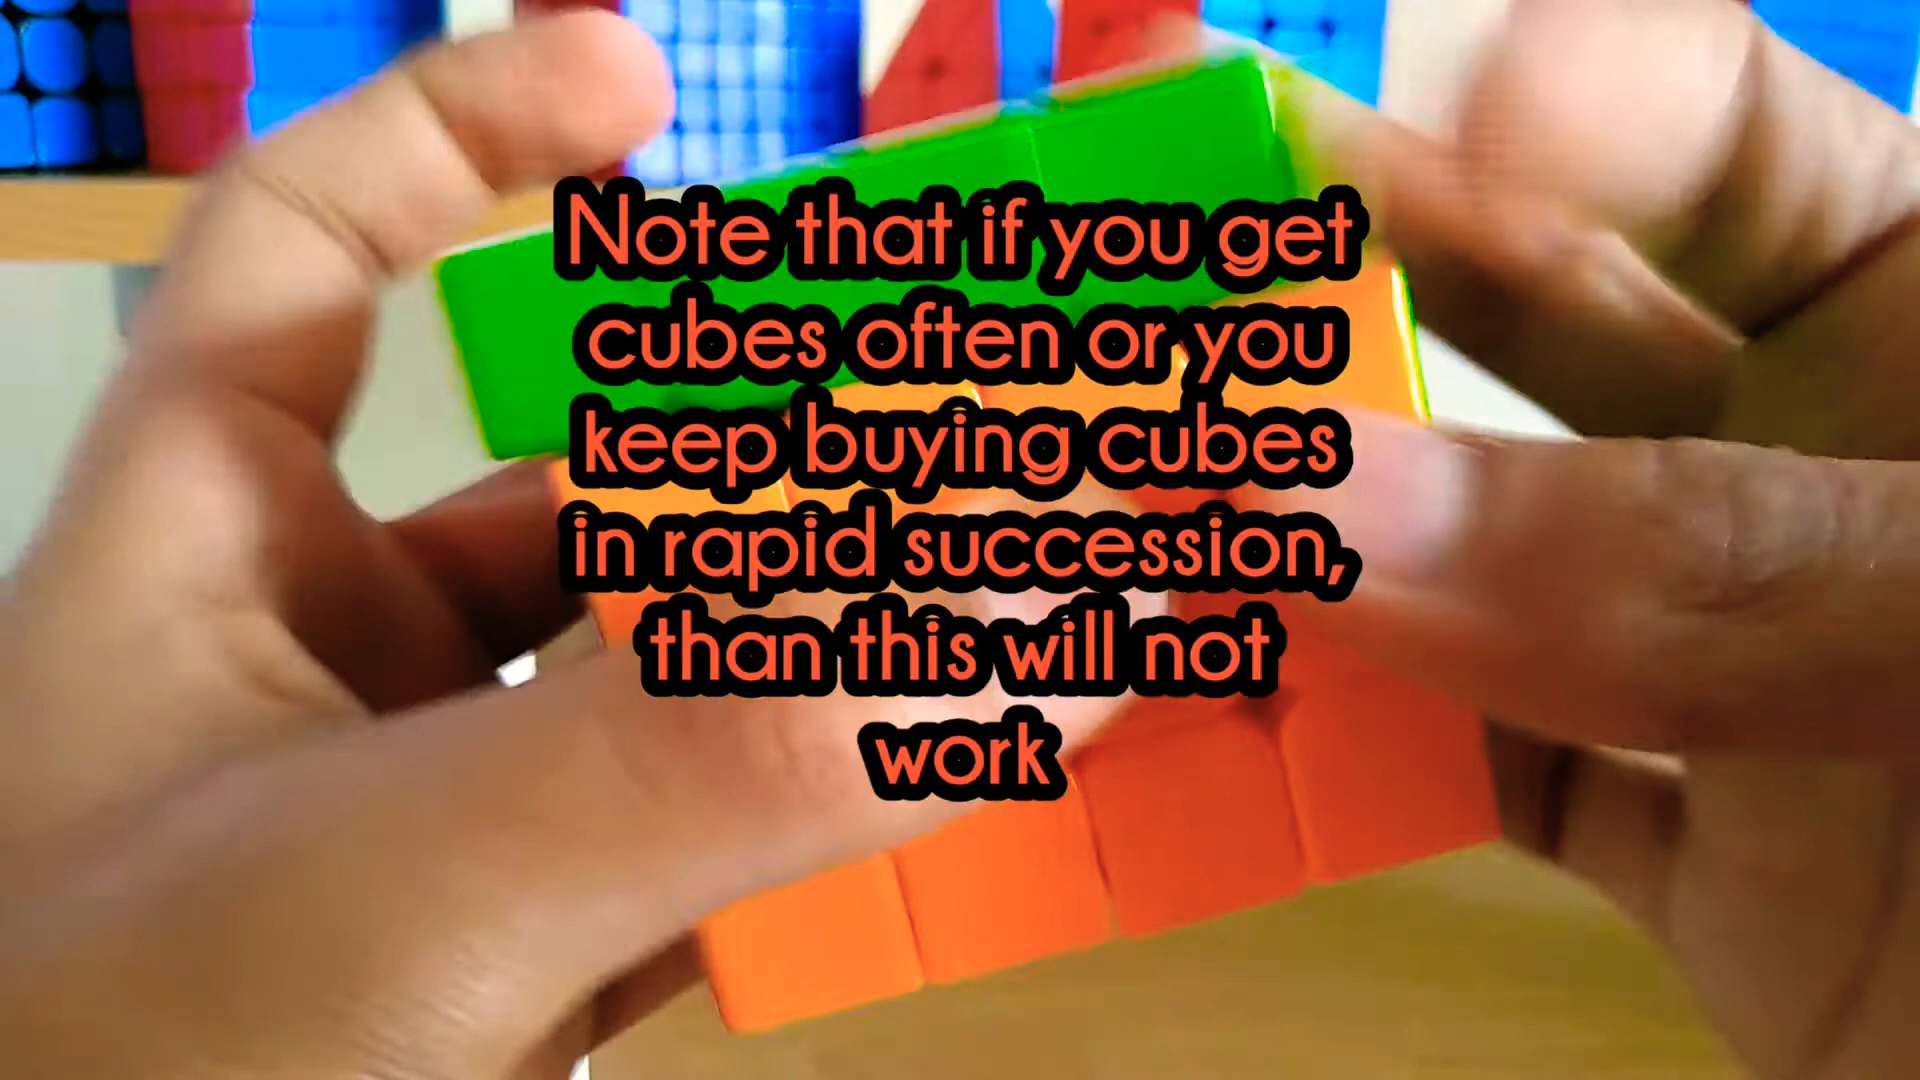 Note that if you get
cubes often or you
keep buying cubes
in rapid succession,
than this will not
work